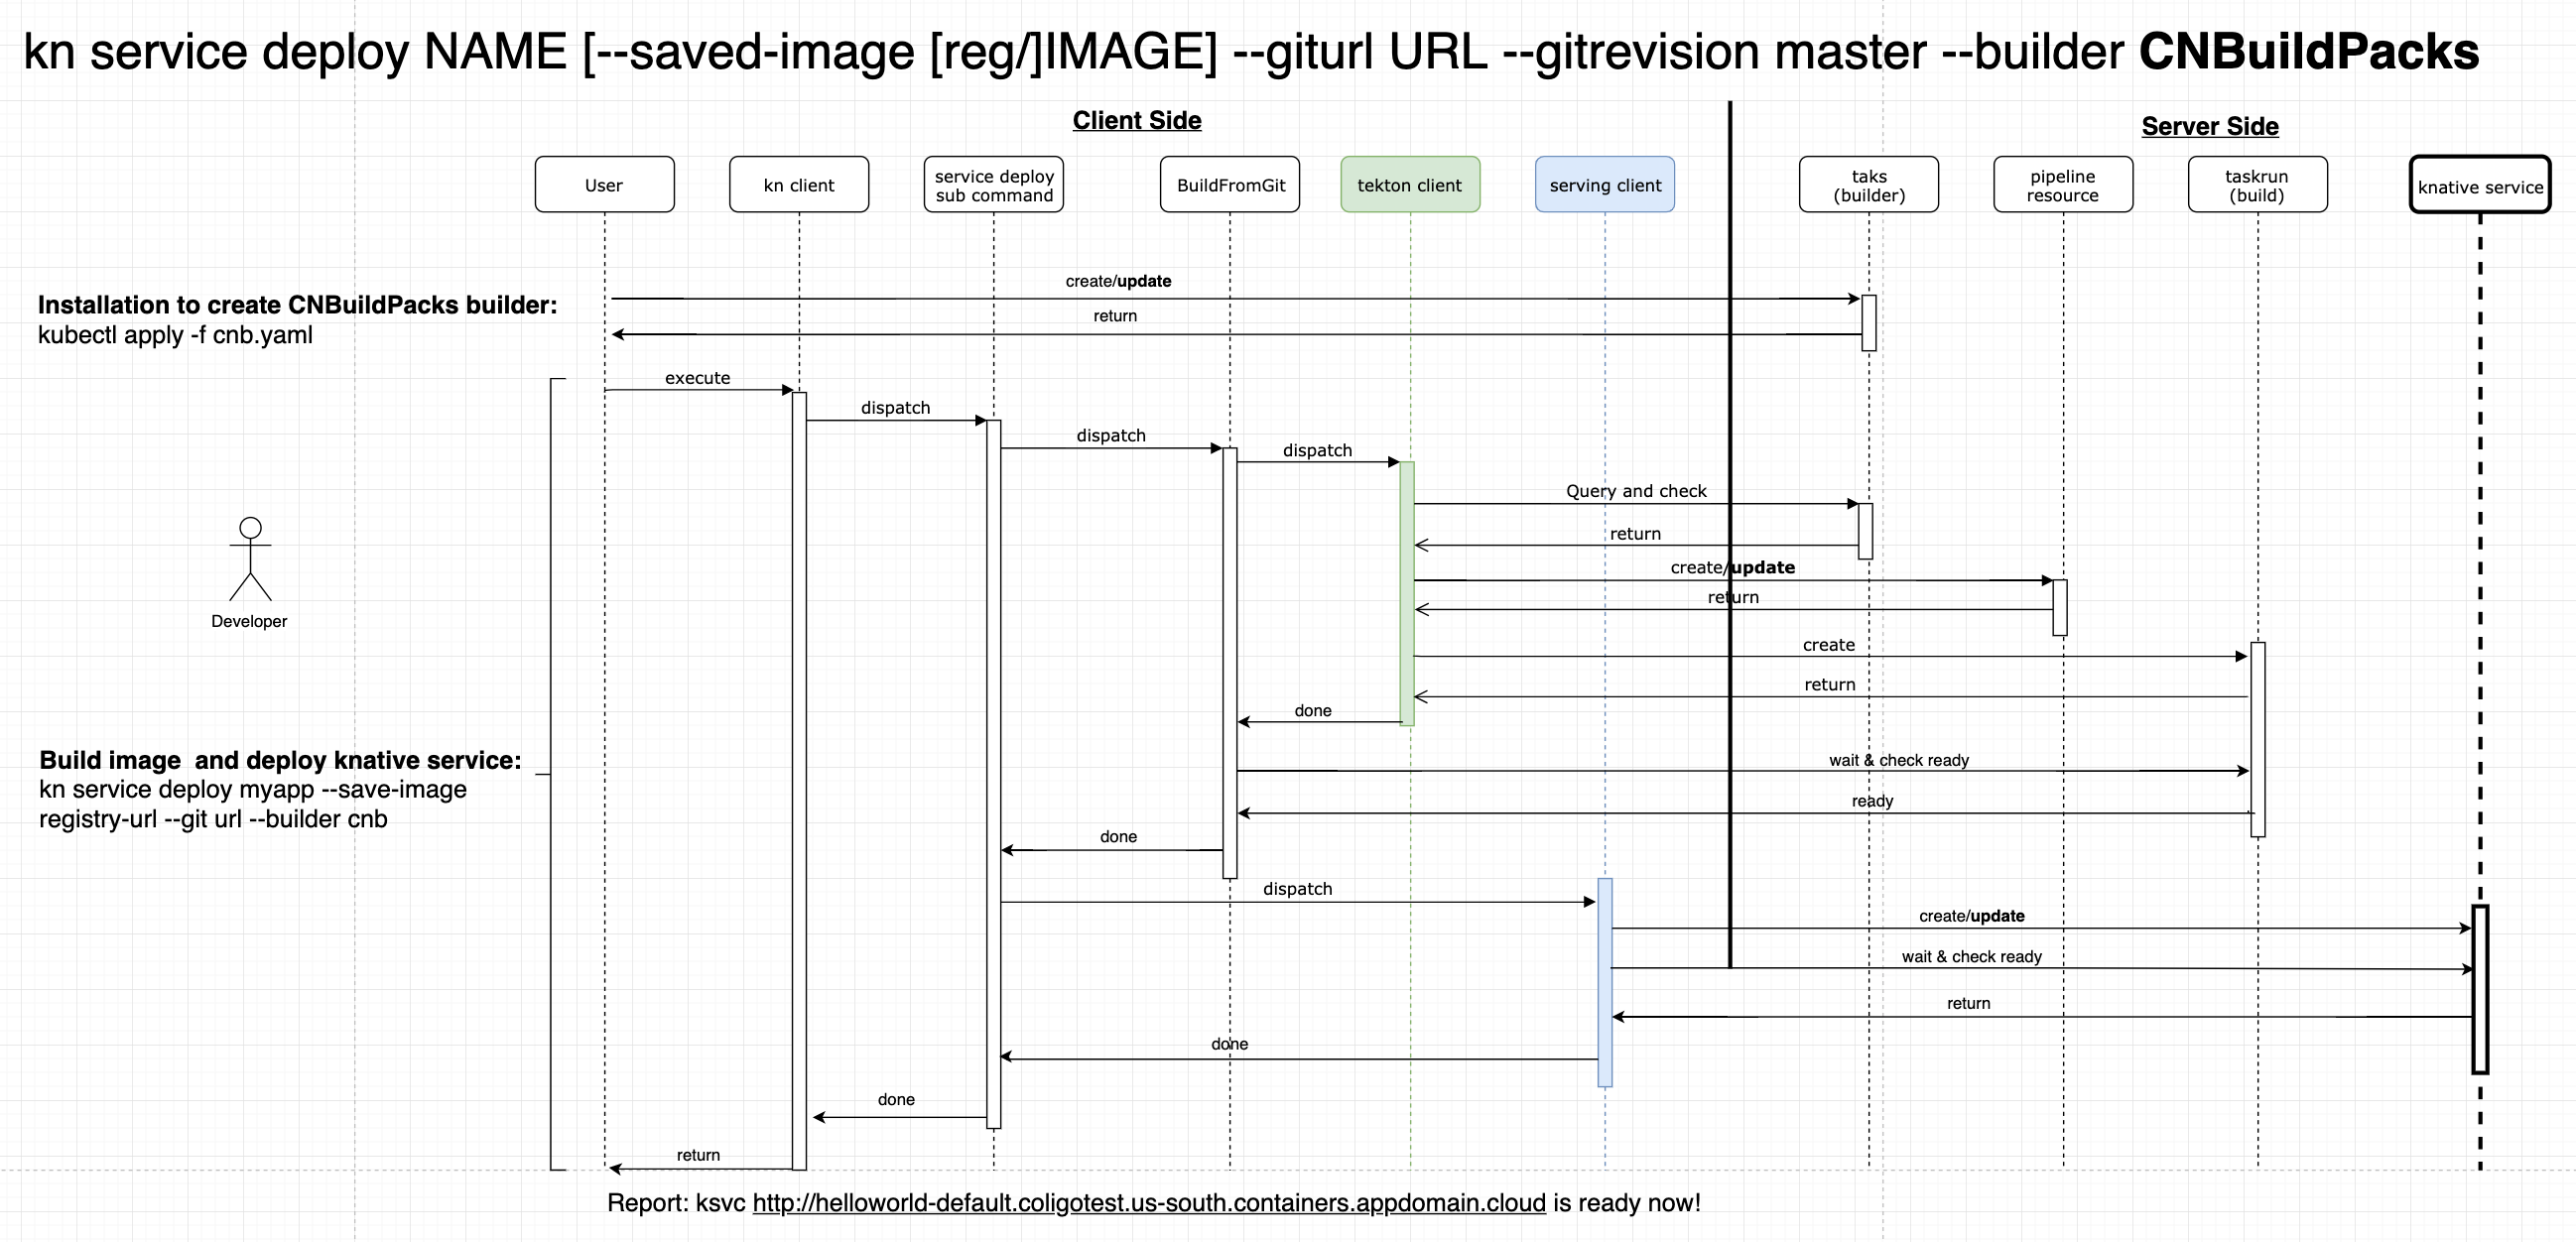 kn service deploy NAME [--saved-image [reg/]IMAGE] --giturl URL --gitrevision master --builder CNBuildPacks
Client Side
Server Side
User
kn client
service deploy
sub command
BuildFromGit
tekton client
serving client
taks
(builder)
pipeline
resource
taskrun
(build)
knative service
create/update
Installation to create CNBuildPacks builder:
kubectl apply -f cnb.yaml
return
execute
dispatch
dispatch
dispatch
Query and check
return
create/update
return
Developer
create
return
done
Build image  and deploy knative service:
kn service deploy myapp --save-image
registry-url --git url --builder cnb
wait & check ready
ready
done
dispatch
create/update
wait & check ready
return
done
done
return
Report: ksvc http://helloworld-default.coligotest.us-south.containers.appdomain.cloud is ready now!